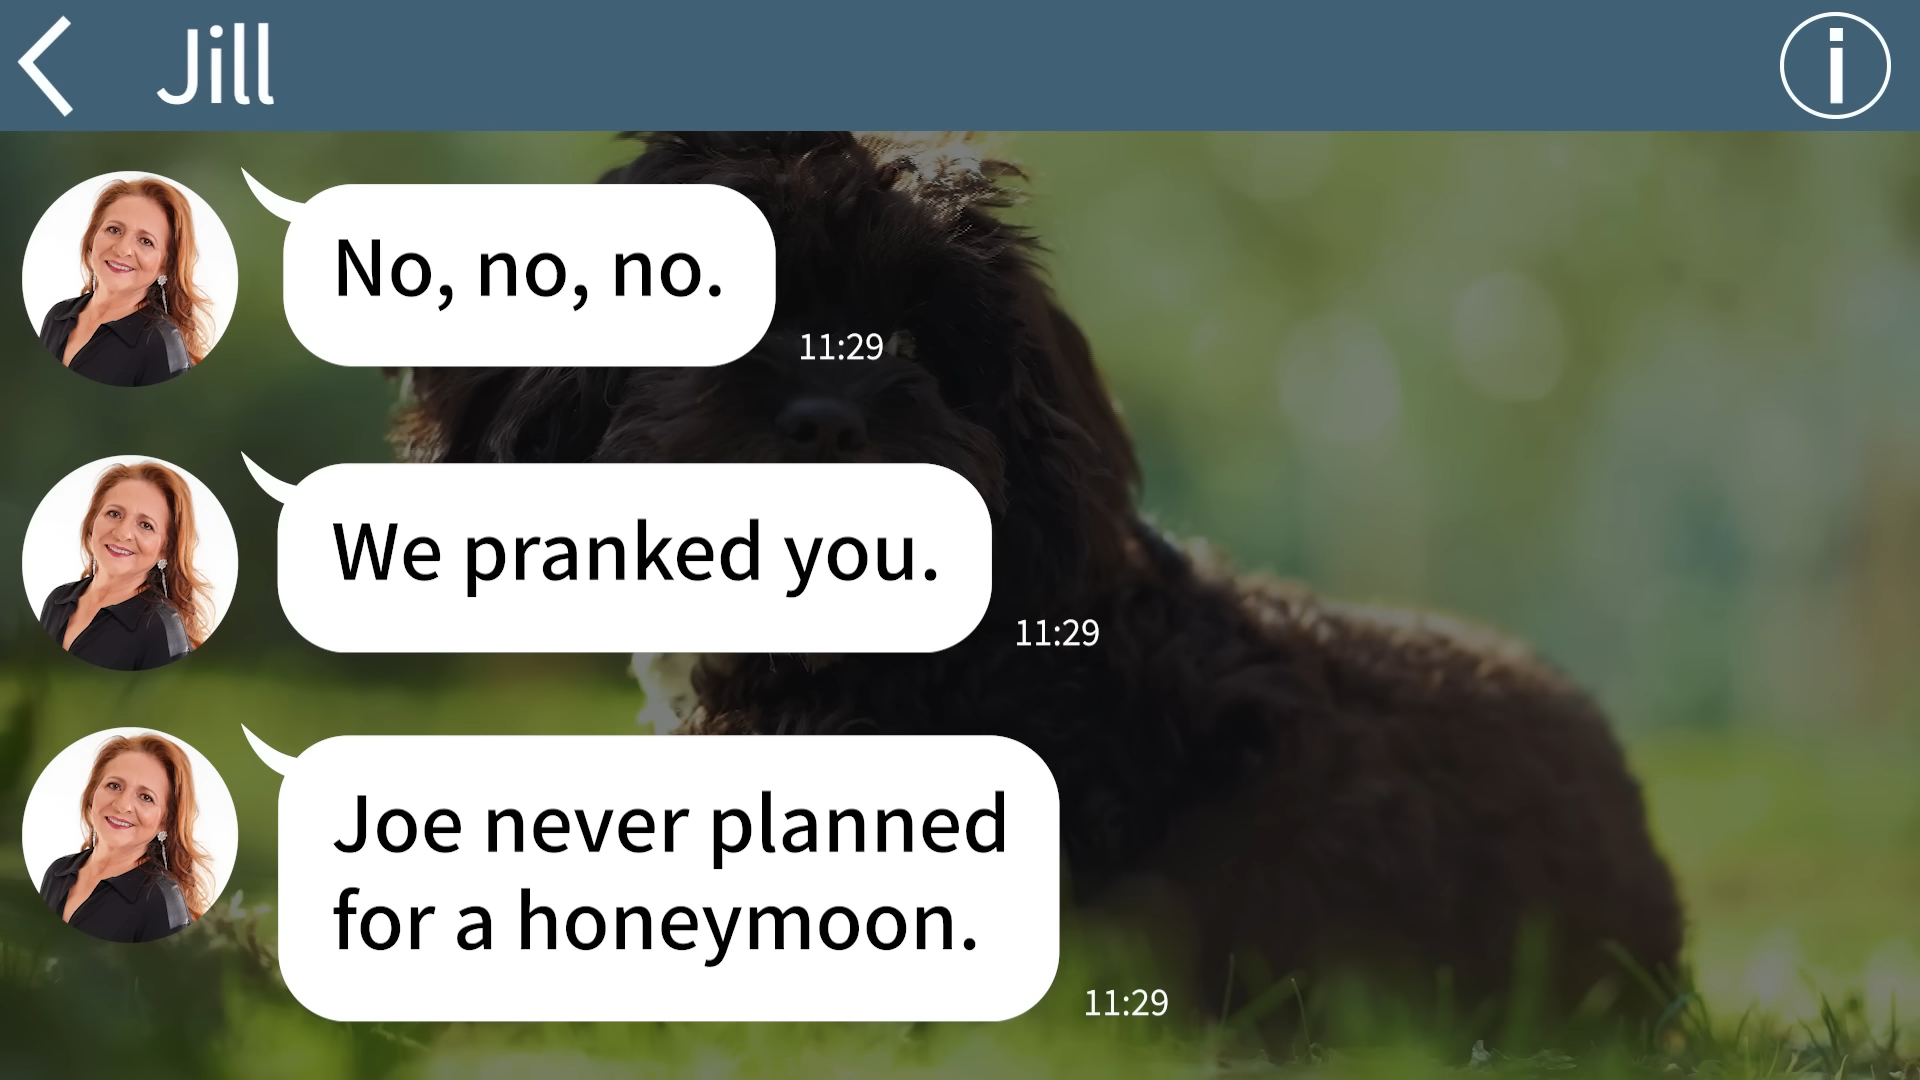 Jill
i
No, no, no.
11:29
We pranked you.
11:29
Joe never planned
for a honeymoon.
11:29